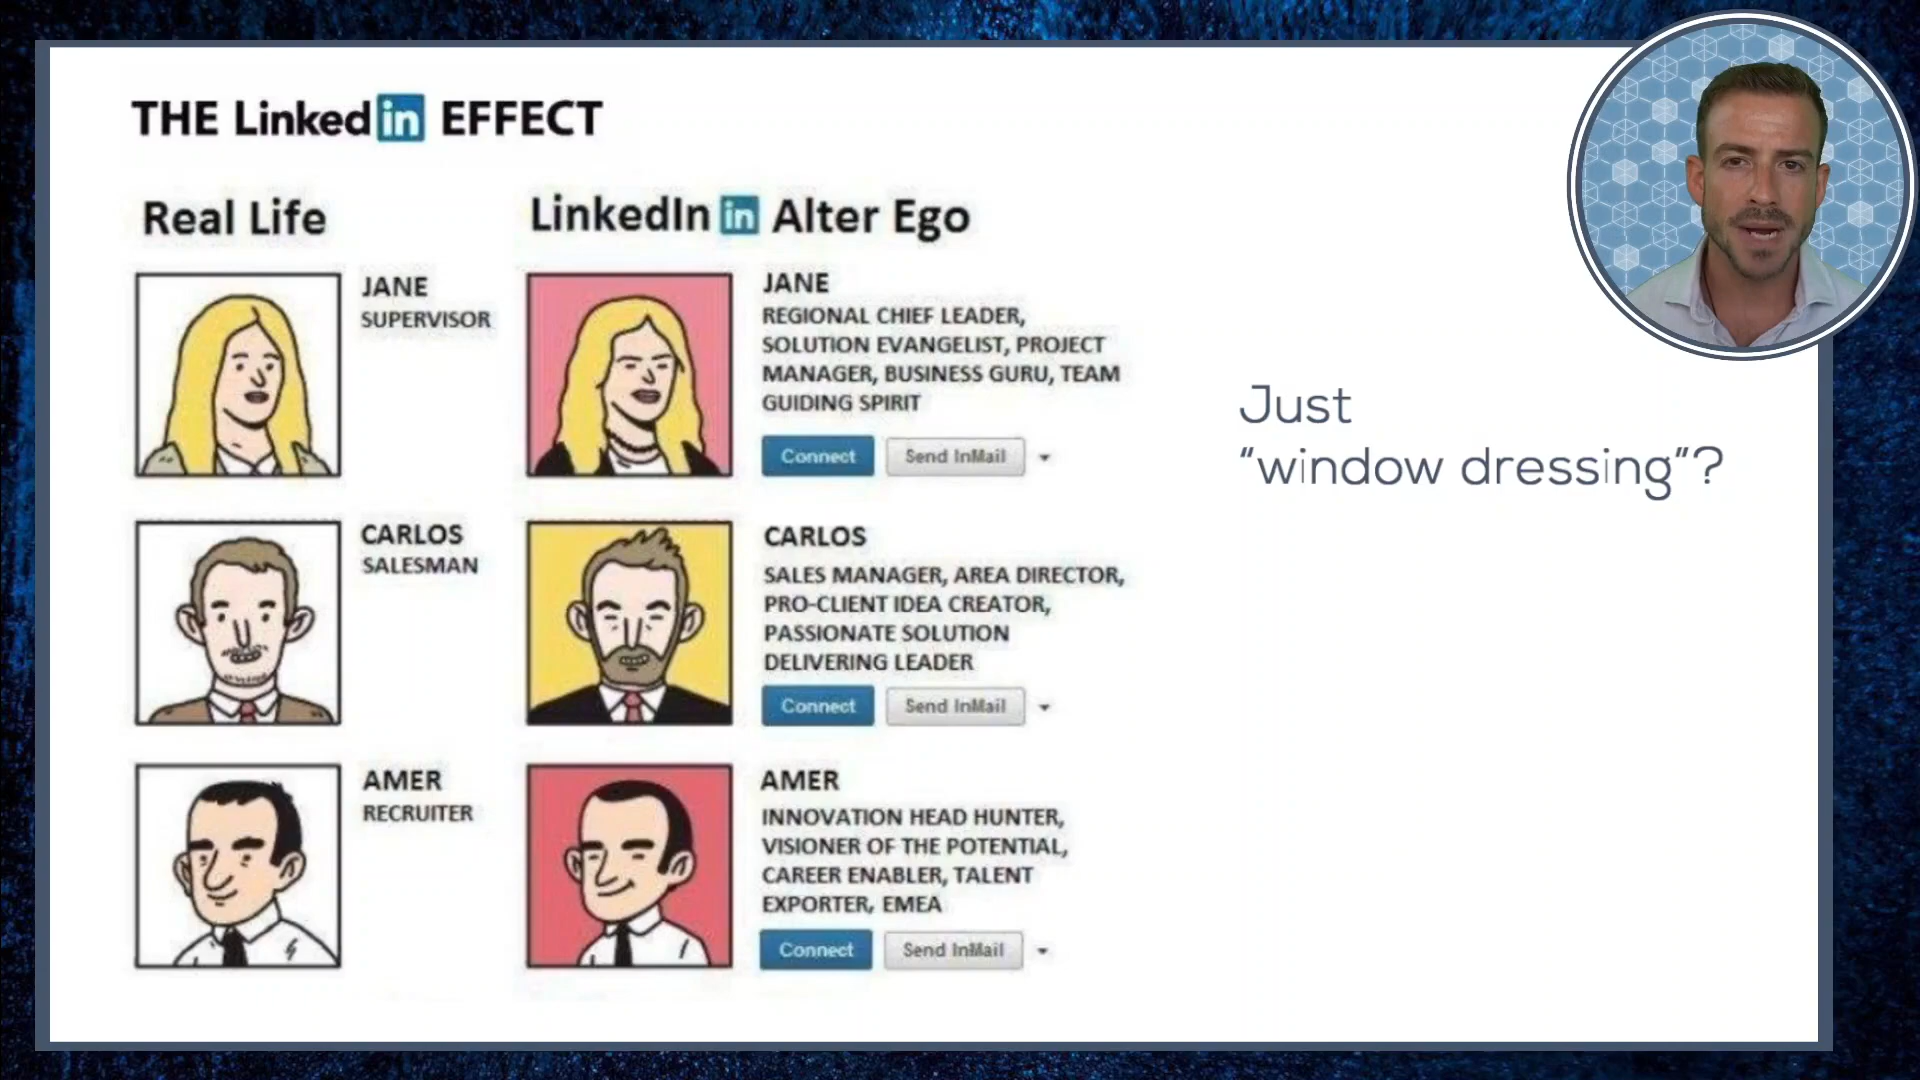 THE Linkedin EFFECT
Real Life
LinkedIn in Alter Ego
JANE
SUPERVISOR
JANE
REGIONAL CHIEF LEADER,
SOLUTION EVANGELIST, PROJECT
MANAGER, BUSINESS GURU, TEAM
GUIDING SPIRIT
Connect
Send InMail
CARLOS
SALESMAN
CARLOS
SALES MANAGER, AREA DIRECTOR,
PRO-CLIENT IDEA CREATOR,
PASSIONATE SOLUTION
DELIVERING LEADER
Connect
Send InMail
AMER
RECRUITER
AMER
INNOVATION HEAD HUNTER,
VISIONER OF THE POTENTIAL,
CAREER ENABLER, TALENT
EXPORTER, EMEA
Connect
Send InMail
Just
“window dressing”?